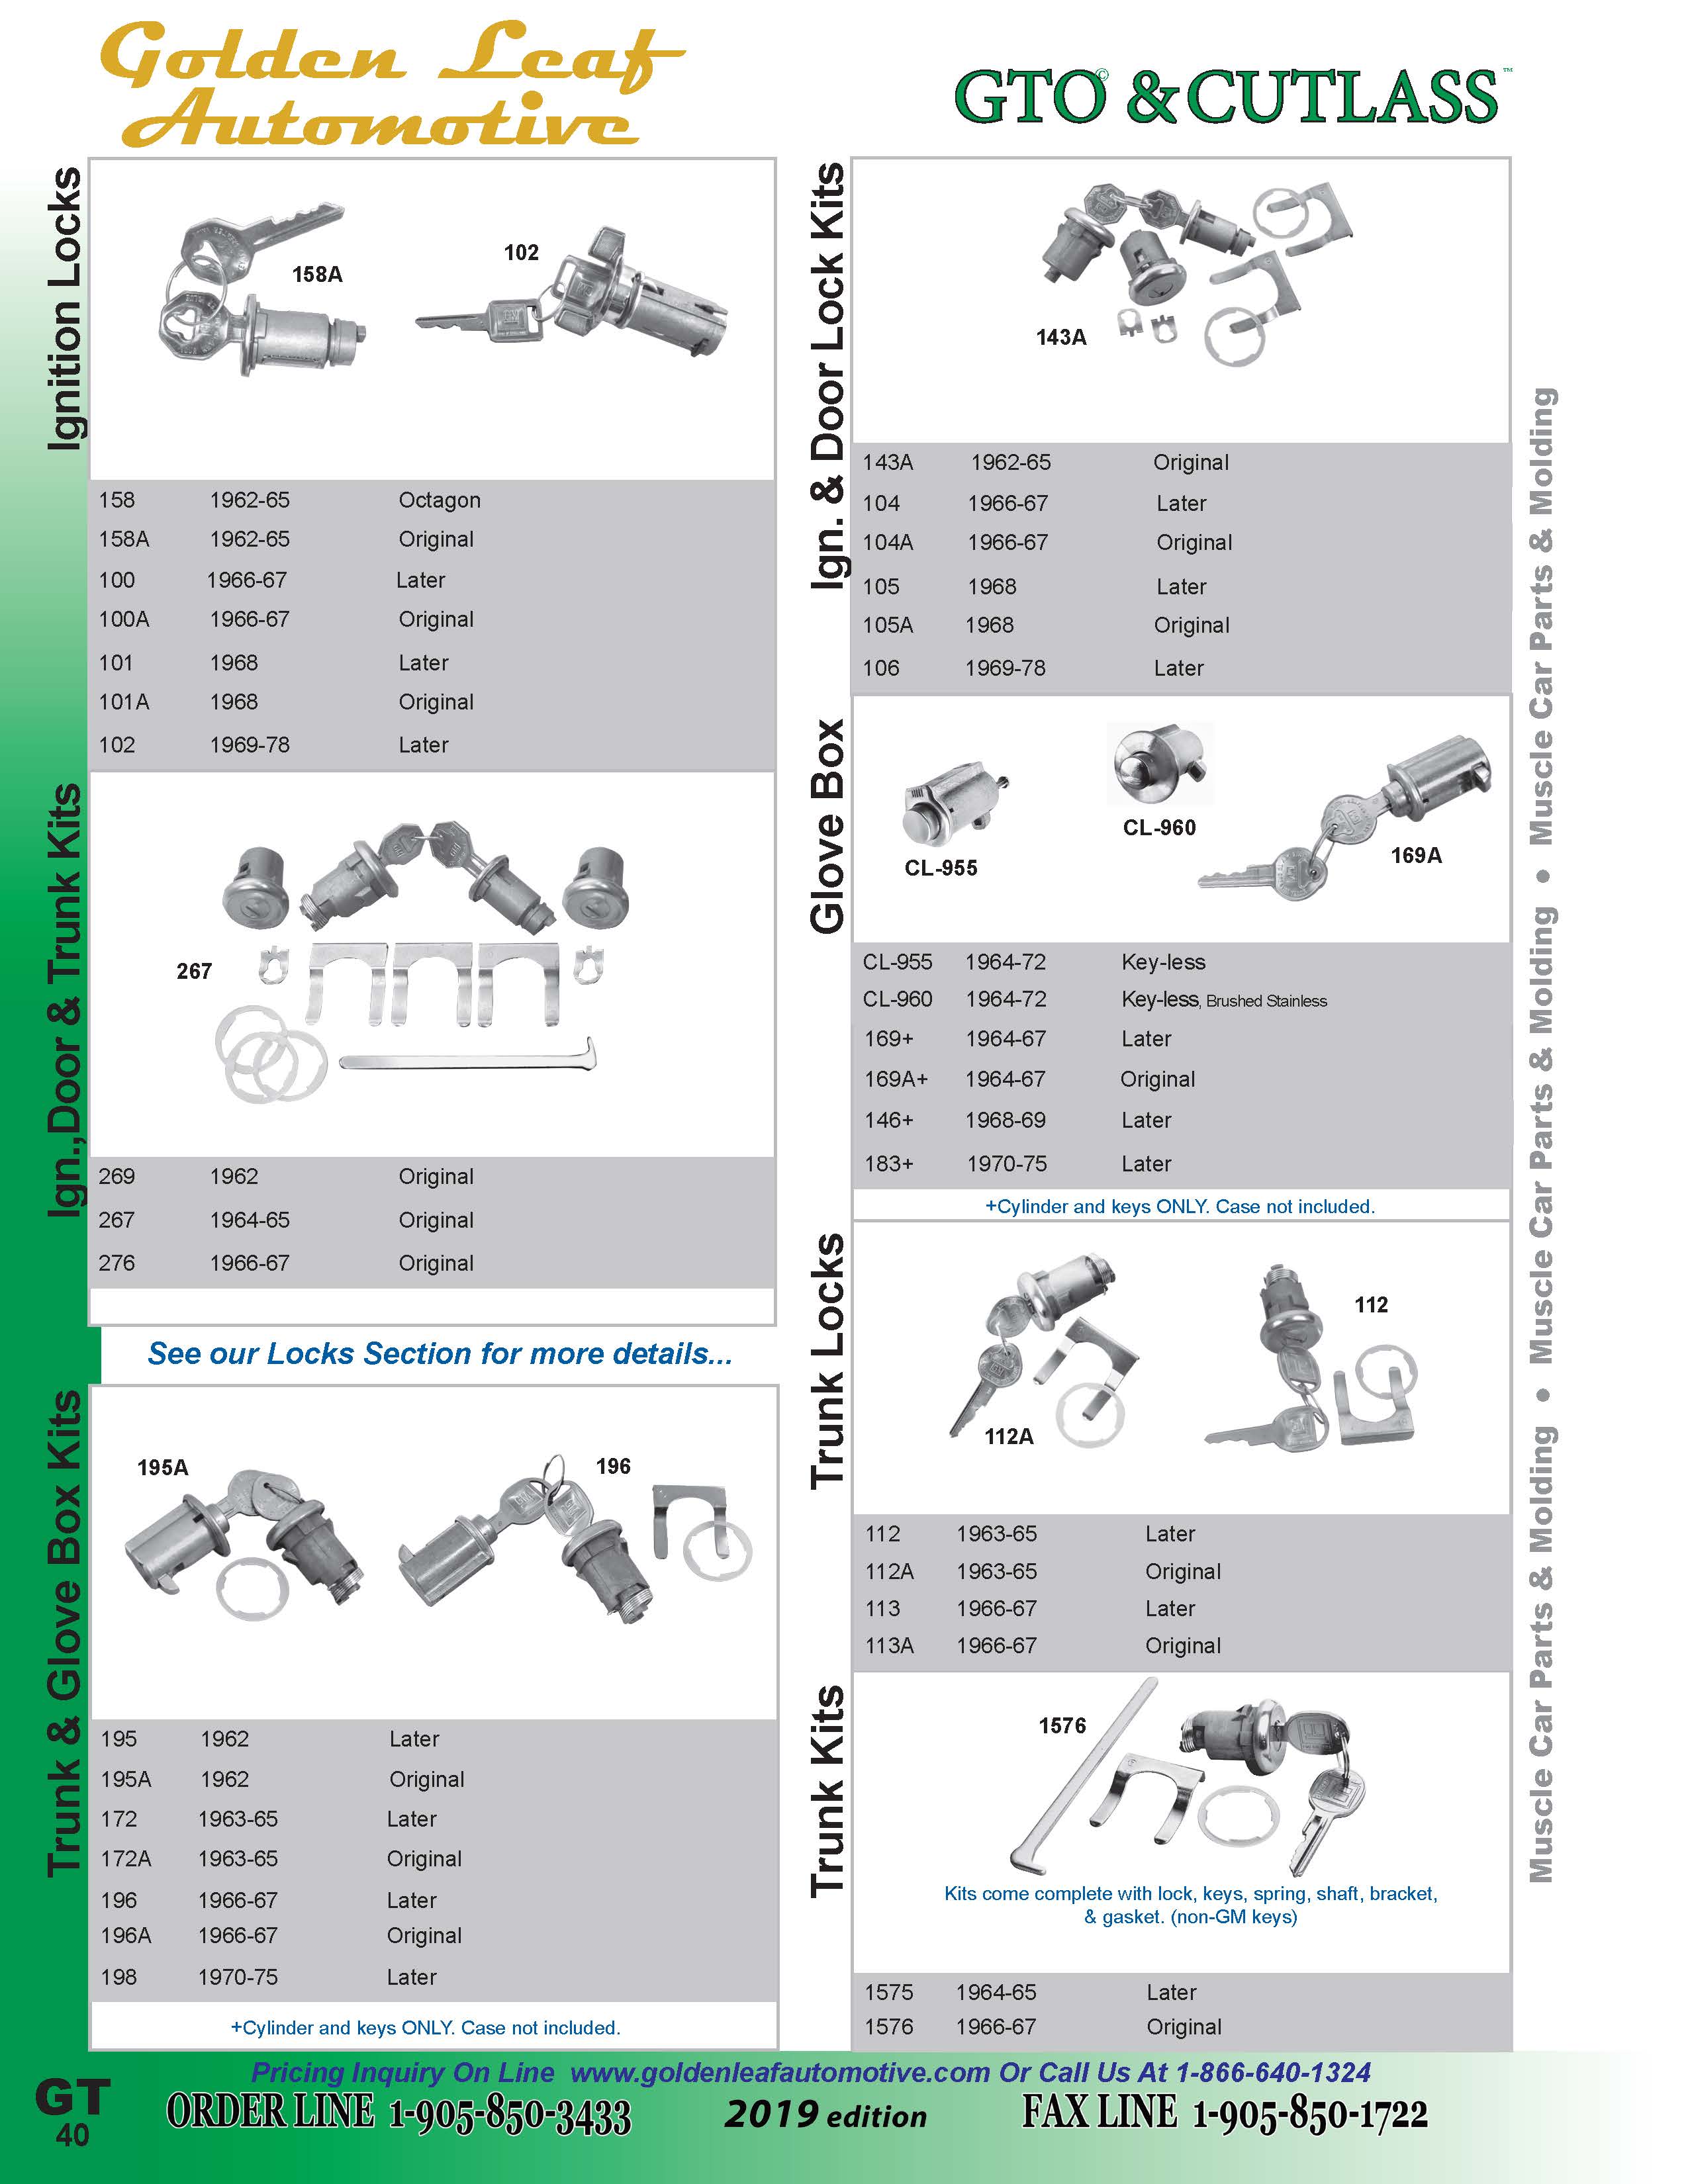 Golden Leaf
Automotive
GTO© & CUTLASS™
Ignition Locks
158A
102
158 1962-65 Octagon
158A 1962-65 Original
100 1966-67 Later
100A 1966-67 Original
101 1968 Later
101A 1968 Original
102 1969-78 Later
Ign.,Door & Trunk Kits
267
269 1962 Original
267 1964-65 Original
276 1966-67 Original
See our Locks Section for more details...
Trunk & Glove Box Kits
195A
196
195 1962 Later
195A 1962 Original
172 1963-65 Later
172A 1963-65 Original
196 1966-67 Later
196A 1966-67 Original
198 1970-75 Later
+Cylinder and keys ONLY. Case not included.
Ign. & Door Lock Kits
143A
143A 1962-65 Original
104 1966-67 Later
104A 1966-67 Original
105 1968 Later
105A 1968 Original
106 1969-78 Later
Glove Box
CL-955
CL-960
169A
CL-955 1964-72 Key-less
CL-960 1964-72 Key-less, Brushed Stainless
169+ 1964-67 Later
169A+ 1964-67 Original
146+ 1968-69 Later
183+ 1970-75 Later
+Cylinder and keys ONLY. Case not included.
Trunk Locks
112A
112
112 1963-65 Later
112A 1963-65 Original
113 1966-67 Later
113A 1966-67 Original
Trunk Kits
1576
Kits come complete with lock, keys, spring, shaft, bracket,
& gasket. (non-GM keys)
1575 1964-65 Later
1576 1966-67 Original
Muscle Car Parts & Molding • Muscle Car Parts & Molding • Muscle Car Parts & Molding
Pricing Inquiry On Line www.goldenleafautomotive.com Or Call Us At 1-866-640-1324
GT
40
ORDER LINE 1-905-850-3433
2019 edition
FAX LINE 1-905-850-1722